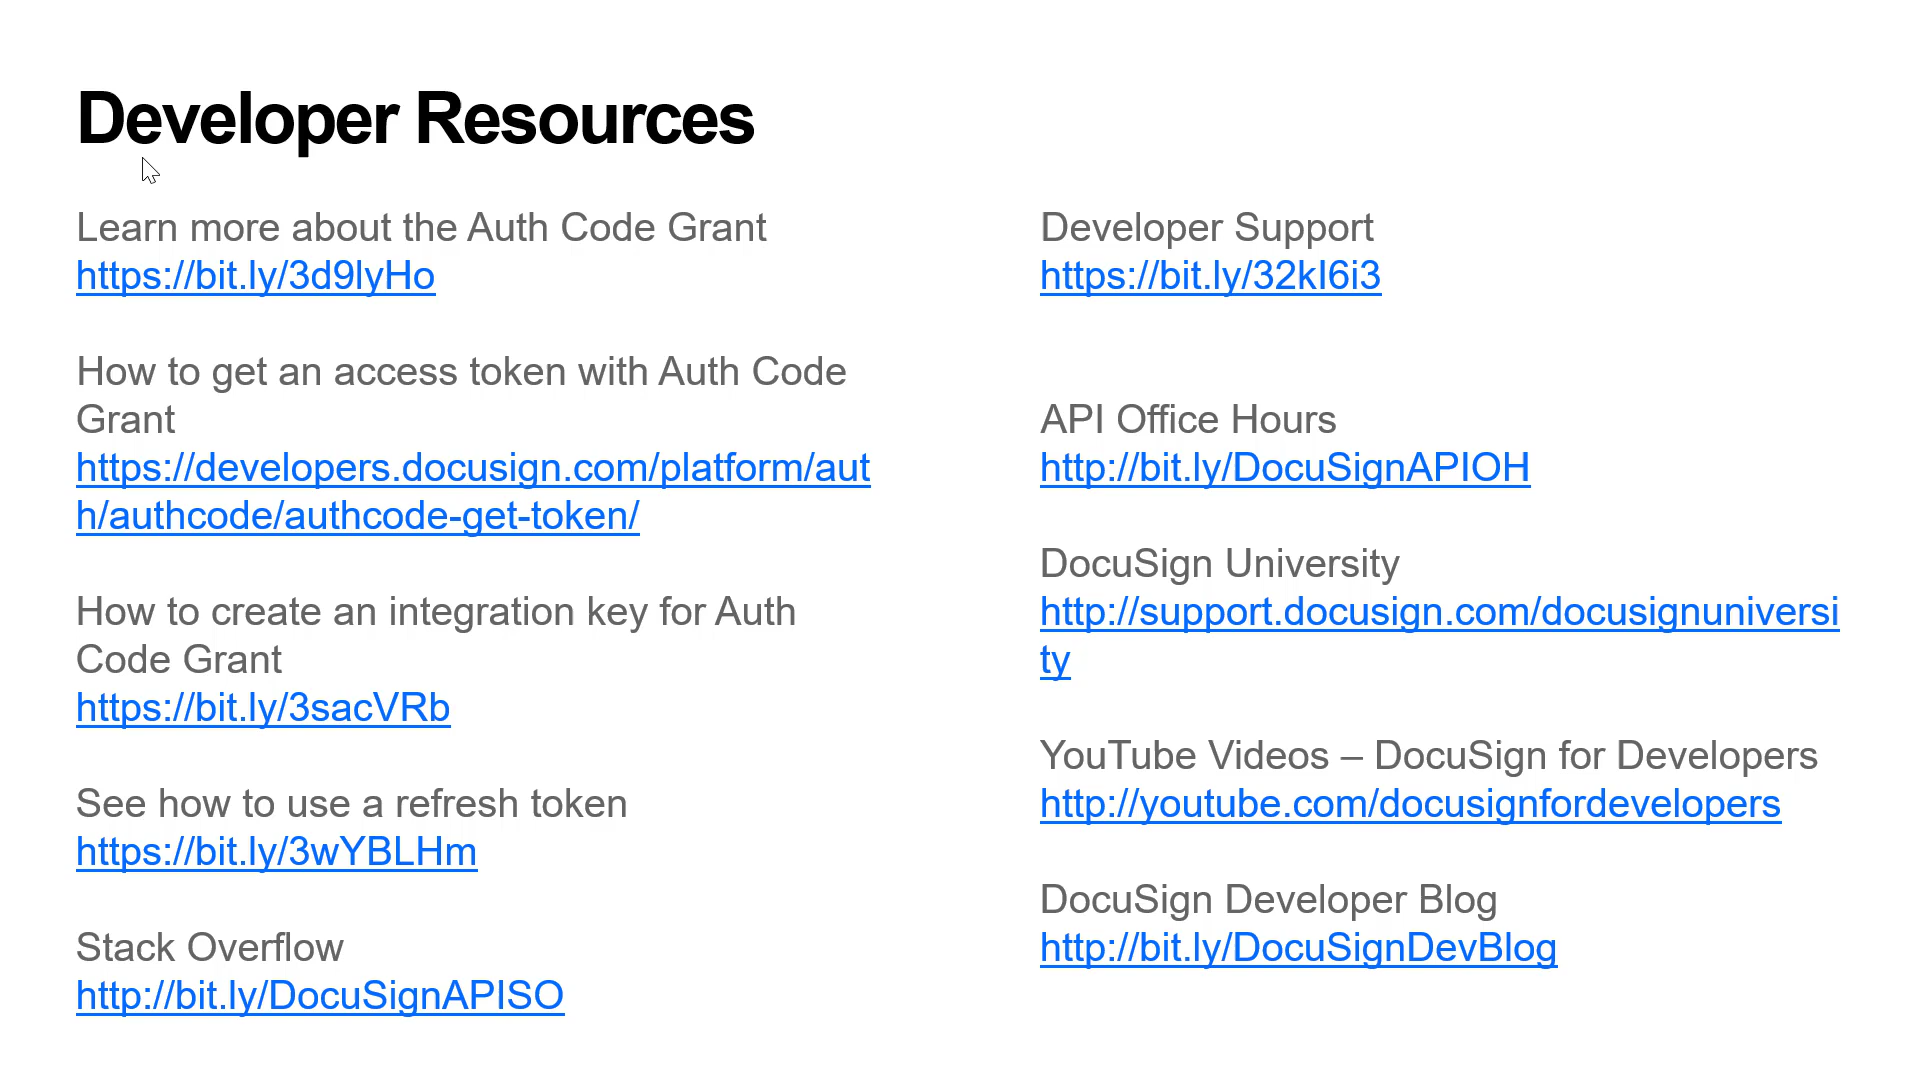 Developer Resources
Learn more about the Auth Code Grant
https://bit.ly/3d9lyHo
How to get an access token with Auth Code
Grant
https://developers.docusign.com/platform/aut
h/authcode/authcode-get-token/
How to create an integration key for Auth
Code Grant
https://bit.ly/3sacVRb
See how to use a refresh token
https://bit.ly/3wYBLHm
Stack Overflow
http://bit.ly/DocuSignAPISO
Developer Support
https://bit.ly/32kI6i3
API Office Hours
http://bit.ly/DocuSignAPIOH
DocuSign University
http://support.docusign.com/docusignuniversi
ty
YouTube Videos – DocuSign for Developers
http://youtube.com/docusignfordevelopers
DocuSign Developer Blog
http://bit.ly/DocuSignDevBlog